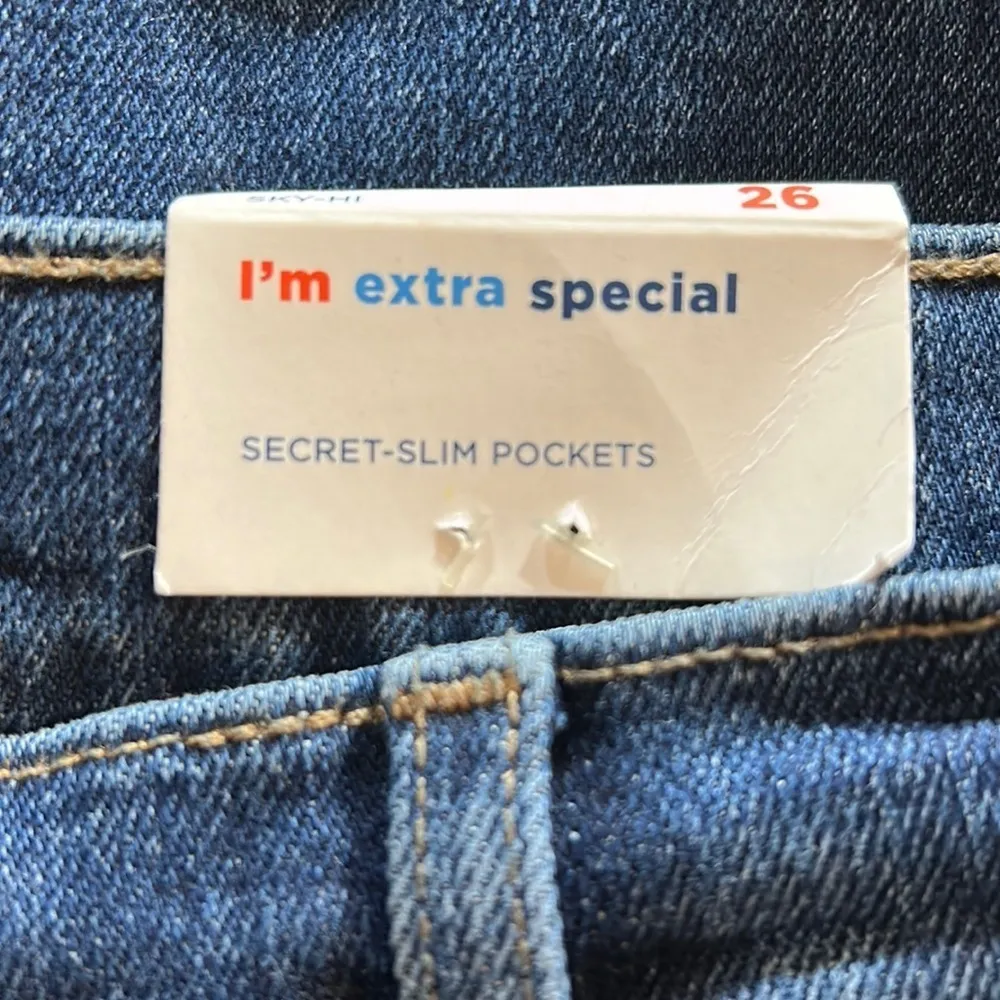 SKY-HI 26
I'm extra special
SECRET-SLIM POCKETS